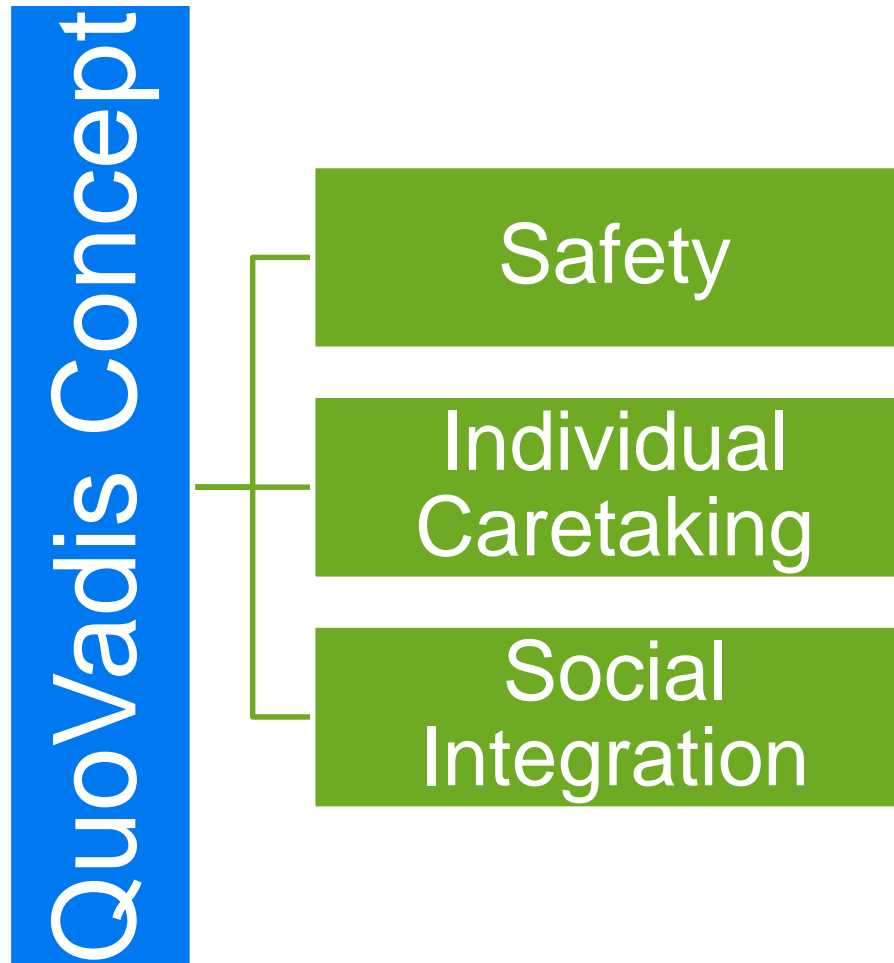 QuoVadis Concept
Safety
Individual
Caretaking
Social
Integration